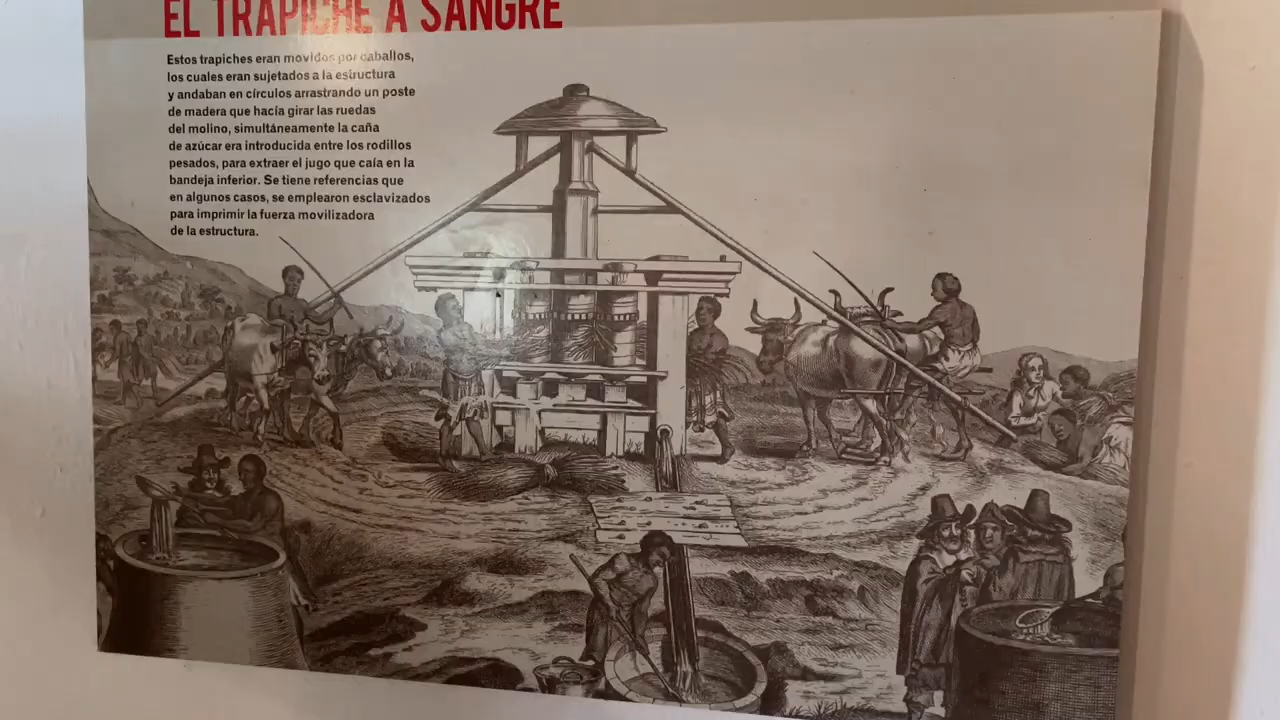 EL TRAPICHE A SANGRE
Estos trapiches eran movidos por caballos,
los cuales eran sujetados a la estructura
y andaban en círculos arrastrando un poste
de madera que hacía girar las ruedas
del molino, simultáneamente la caña
de azúcar era introducida entre los rodillos
pesados, para extraer el jugo que caía en la
bandeja inferior. Se tiene referencias que
en algunos casos, se emplearon esclavizados
para imprimir la fuerza movilizadora
de la estructura.